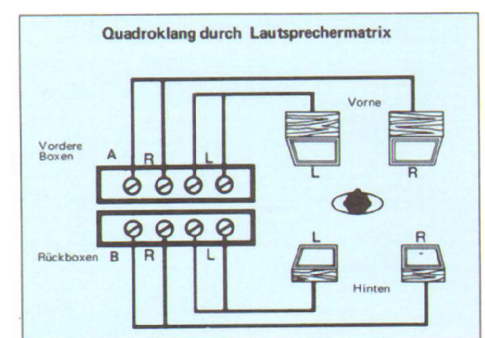 Quadroklang durch Lautsprechermatrix
Vorne
Vordere
Boxen
A R L
L R
Rückboxen B R L
L R
Hinten